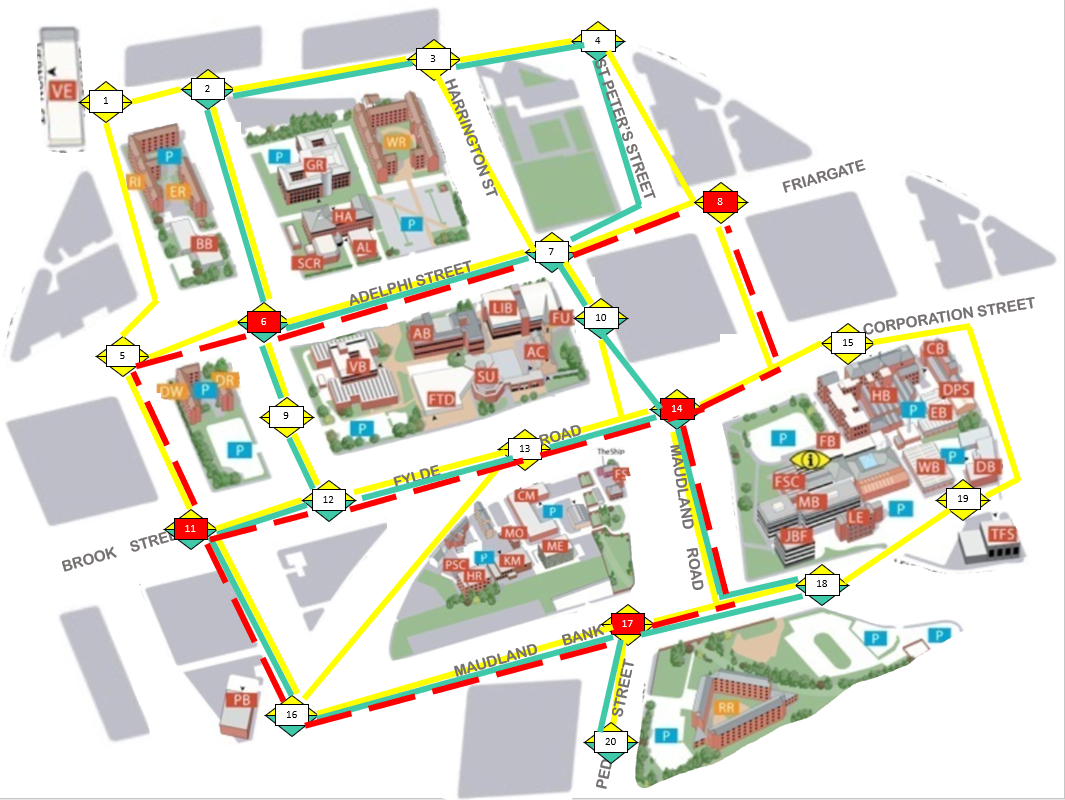 4
3
VE
1
2
HARRINGTON ST
ST PETER'S STREET
WR
P
P
GR
RI
ER
FRIARGATE
8
HA
P
BB
AL
SCR
7
ADELPHI STREET
LIB
FU
10
6
AB
CORPORATION STREET
15
CB
5
VB
AC
SU
DW
P
DR
HB
DPS
FTD
14
P
EB
9
P
P
P
FB
ROAD
13
The Ship
P
WB
DB
FYLDE
FS
FSC
MAUDLAND
ROAD
12
CM
P
MB
LE
P
19
11
BROOK STREET
MO
ME
JBF
TFS
PSC
P
KM
HR
18
17
MAUDLAND BANK
P
P
PB
STREET
RR
16
P
20
PED